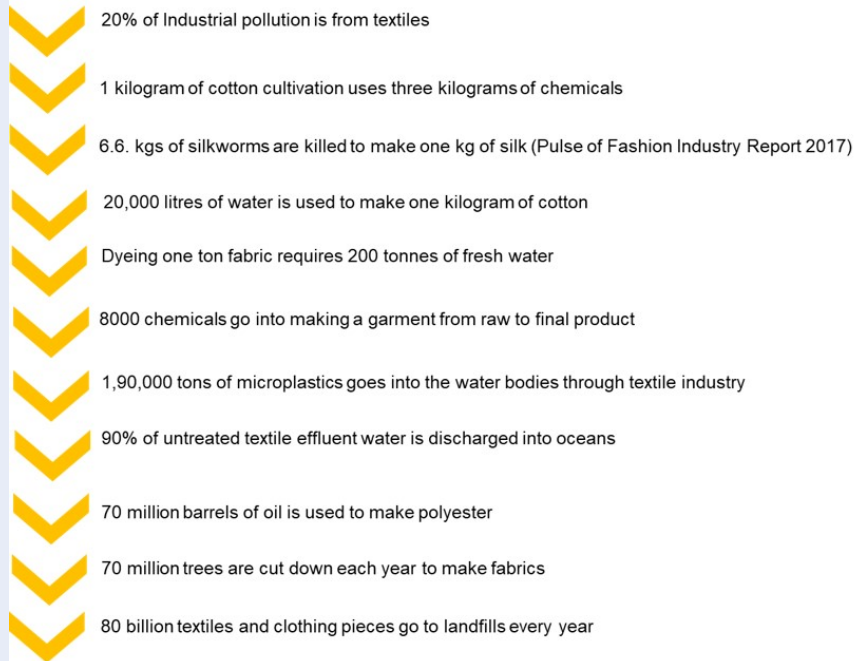 20% of Industrial pollution is from textiles
1 kilogram of cotton cultivation uses three kilograms of chemicals
6.6. kgs of silkworms are killed to make one kg of silk (Pulse of Fashion Industry Report 2017)
20,000 litres of water is used to make one kilogram of cotton
Dyeing one ton fabric requires 200 tonnes of fresh water
8000 chemicals go into making a garment from raw to final product
1,90,000 tons of microplastics goes into the water bodies through textile industry
90% of untreated textile effluent water is discharged into oceans
70 million barrels of oil is used to make polyester
70 million trees are cut down each year to make fabrics
80 billion textiles and clothing pieces go to landfills every year